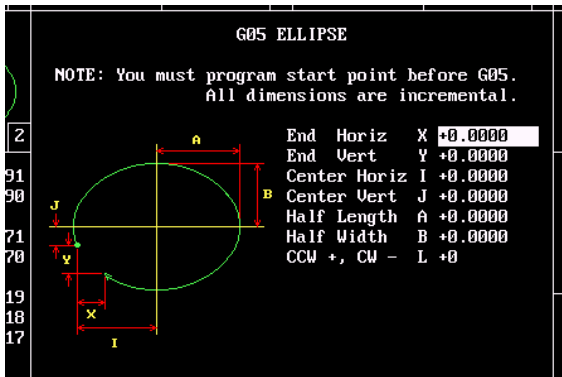 G05 ELLIPSE
NOTE: You must program start point before G05.
All dimensions are incremental.
2
91
90
71
70
19
18
17
A
B
J
Y
X
I
End Horiz X +0.0000
End Vert Y +0.0000
Center Horiz I +0.0000
Center Vert J +0.0000
Half Length A +0.0000
Half Width B +0.0000
CCW +, CW - L +0